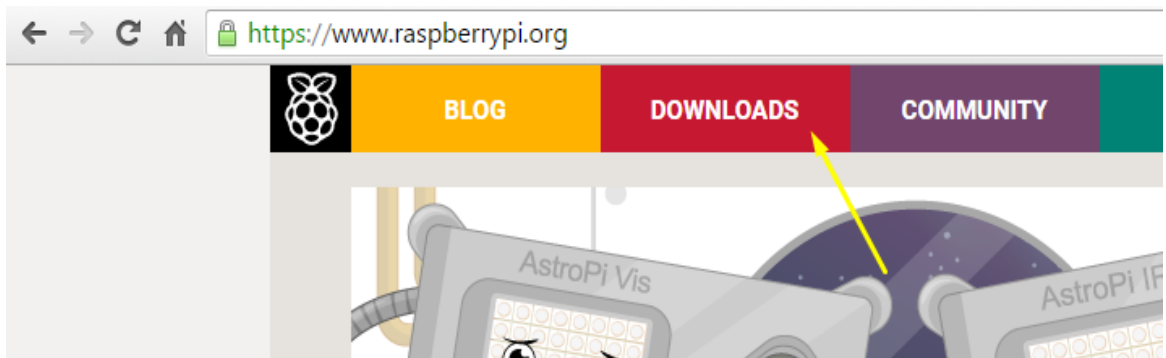 https://www.raspberrypi.org
BLOG DOWNLOADS COMMUNITY
AstroPi Vis
AstroPi IR